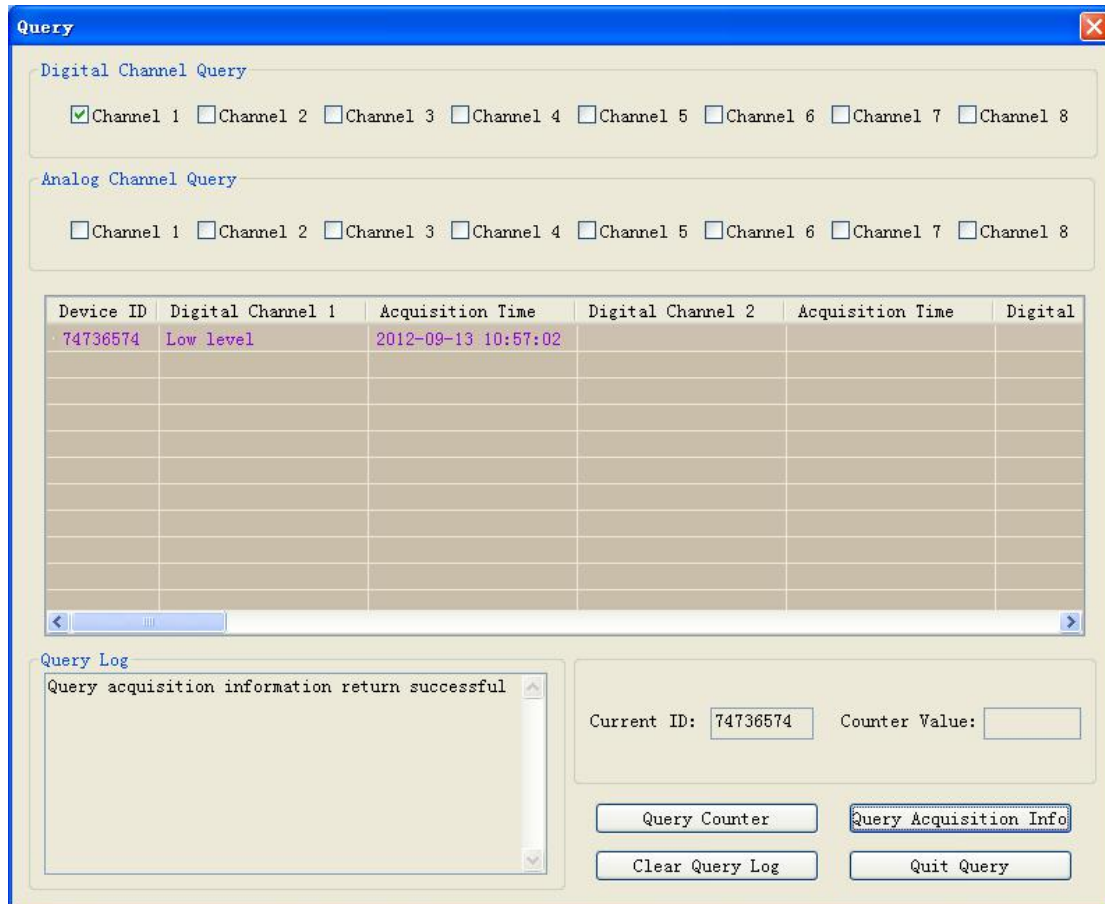 Query
Digital Channel Query
Channel 1 Channel 2 Channel 3 Channel 4 Channel 5 Channel 6 Channel 7 Channel 8
Analog Channel Query
Channel 1 Channel 2 Channel 3 Channel 4 Channel 5 Channel 6 Channel 7 Channel 8
Device ID Digital Channel 1 Acquisition Time Digital Channel 2 Acquisition Time Digital
74736574 Low level 2012-09-13 10:57:02
Query Log
Query acquisition information return successful
Current ID: 74736574 Counter Value:
Query Counter Query Acquisition Info
Clear Query Log Quit Query